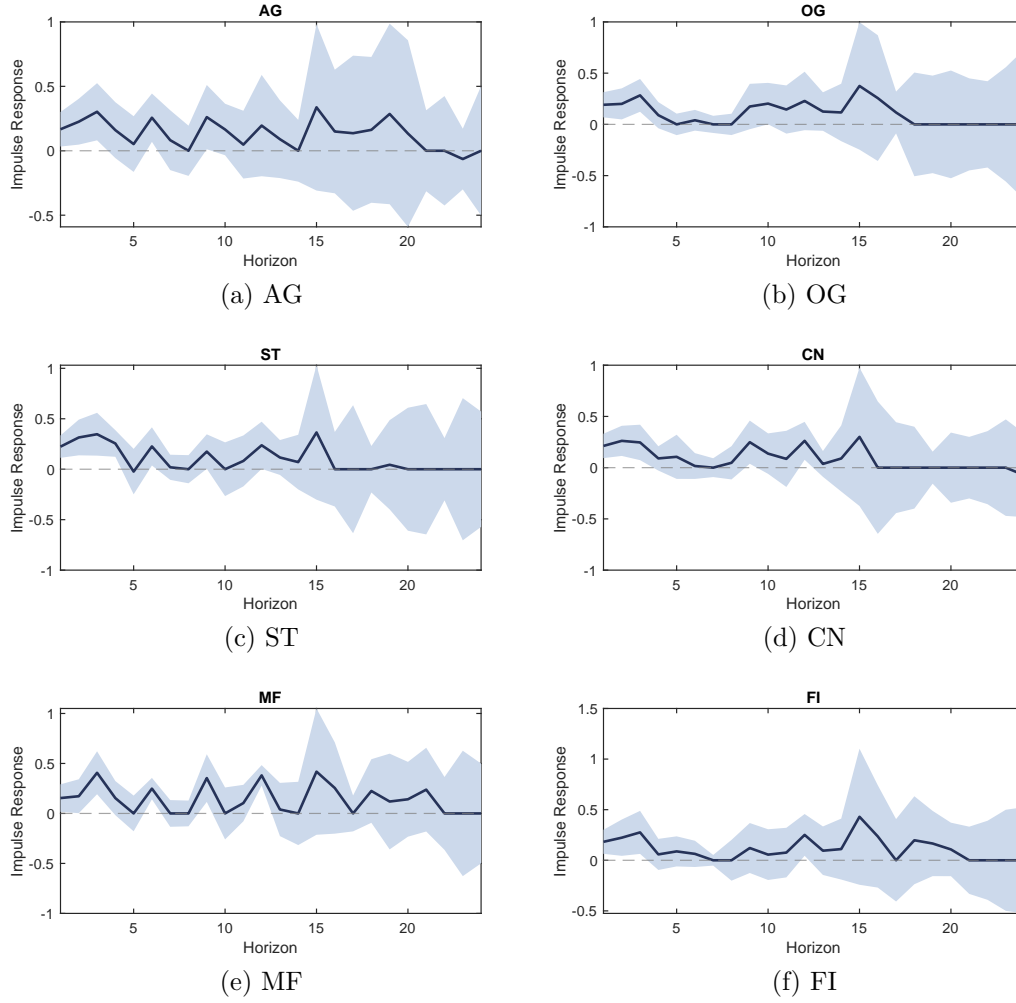 AG
Impulse Response
1
0.5
0
-0.5
5
10
15
20
Horizon
(a) AG
OG
Impulse Response
1
0.5
0
-0.5
-1
5
10
15
20
Horizon
(b) OG
ST
Impulse Response
1
0.5
0
-0.5
-1
5
10
15
20
Horizon
(c) ST
CN
Impulse Response
1
0.5
0
-0.5
-1
5
10
15
20
Horizon
(d) CN
MF
Impulse Response
1
0.5
0
-0.5
-1
5
10
15
20
Horizon
(e) MF
FI
Impulse Response
1.5
1
0.5
0
-0.5
5
10
15
20
Horizon
(f) FI